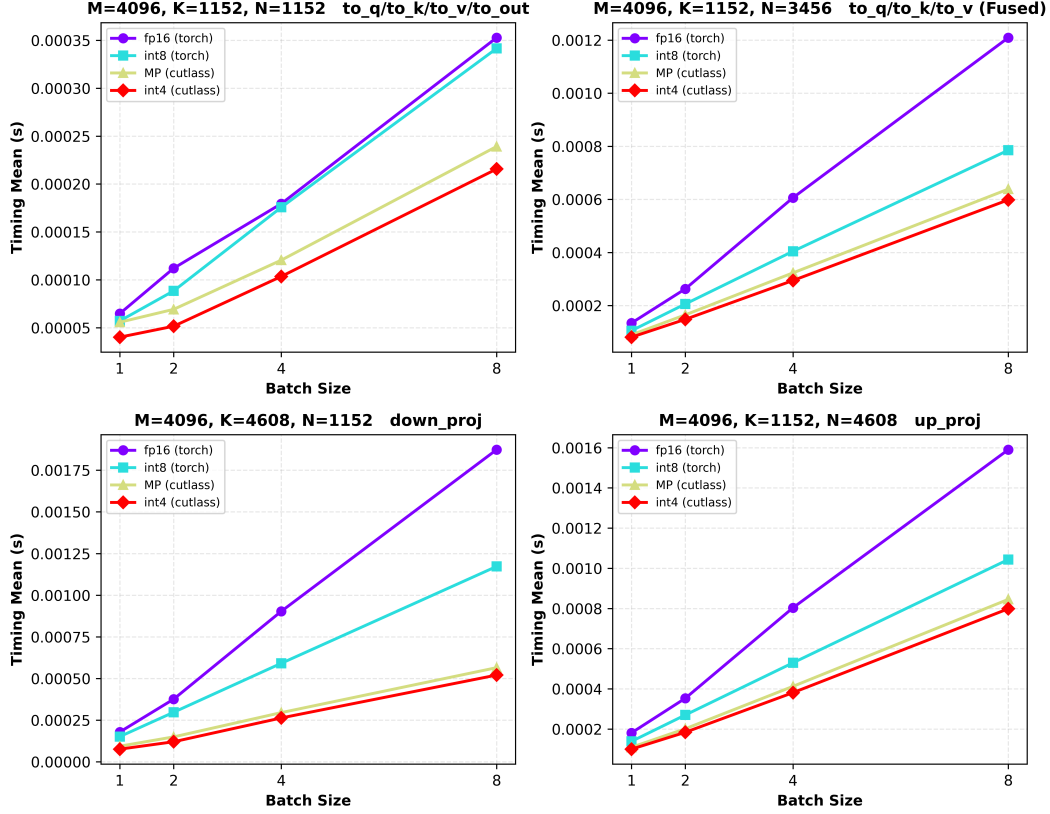 M=4096, K=1152, N=1152   to_q/to_k/to_v/to_out
0.00035
0.00030
0.00025
0.00020
0.00015
0.00010
0.00005
Timing Mean (s)
fp16 (torch)
int8 (torch)
MP (cutlass)
int4 (cutlass)
1 2 4 8
Batch Size
M=4096, K=1152, N=3456   to_q/to_k/to_v (Fused)
0.0012
0.0010
0.0008
0.0006
0.0004
0.0002
Timing Mean (s)
fp16 (torch)
int8 (torch)
MP (cutlass)
int4 (cutlass)
1 2 4 8
Batch Size
M=4096, K=4608, N=1152   down_proj
0.00175
0.00150
0.00125
0.00100
0.00075
0.00050
0.00025
0.00000
Timing Mean (s)
fp16 (torch)
int8 (torch)
MP (cutlass)
int4 (cutlass)
1 2 4 8
Batch Size
M=4096, K=1152, N=4608   up_proj
0.0016
0.0014
0.0012
0.0010
0.0008
0.0006
0.0004
0.0002
Timing Mean (s)
fp16 (torch)
int8 (torch)
MP (cutlass)
int4 (cutlass)
1 2 4 8
Batch Size